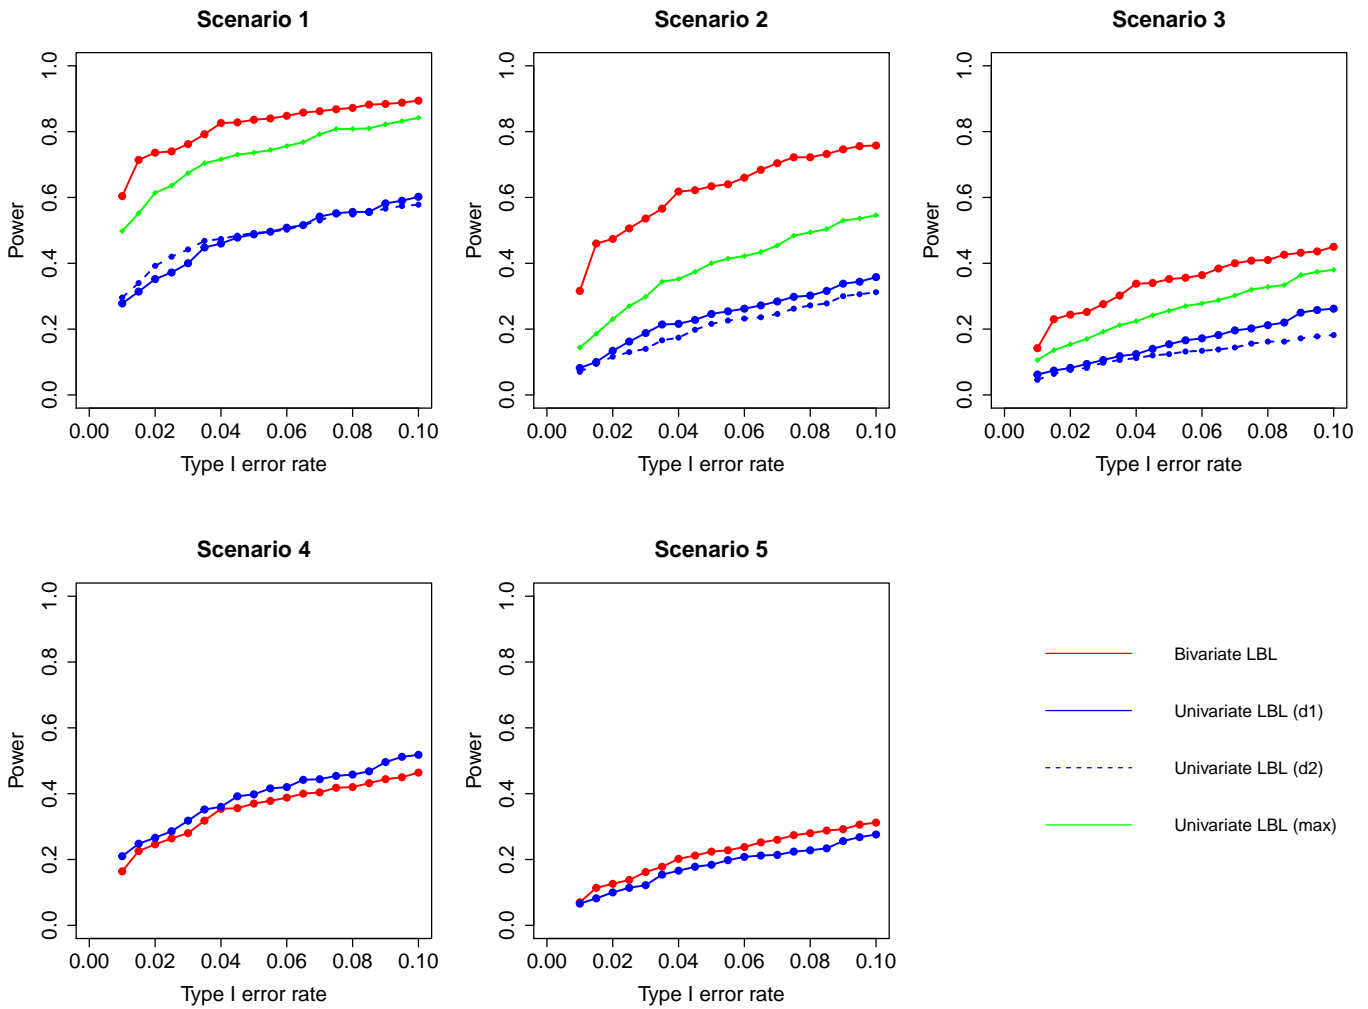 Scenario 1
Power
0.0 0.2 0.4 0.6 0.8 1.0
0.00 0.02 0.04 0.06 0.08 0.10
Type I error rate
Scenario 2
Power
0.0 0.2 0.4 0.6 0.8 1.0
0.00 0.02 0.04 0.06 0.08 0.10
Type I error rate
Scenario 3
Power
0.0 0.2 0.4 0.6 0.8 1.0
0.00 0.02 0.04 0.06 0.08 0.10
Type I error rate
Scenario 4
Power
0.0 0.2 0.4 0.6 0.8 1.0
0.00 0.02 0.04 0.06 0.08 0.10
Type I error rate
Scenario 5
Power
0.0 0.2 0.4 0.6 0.8 1.0
0.00 0.02 0.04 0.06 0.08 0.10
Type I error rate
Bivariate LBL
Univariate LBL (d1)
Univariate LBL (d2)
Univariate LBL (max)